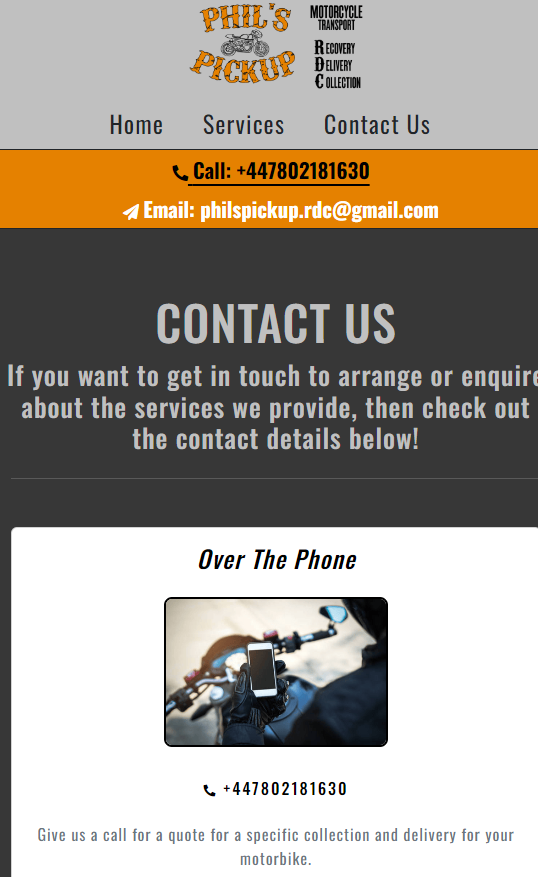 PHIL'S
PICKUP
MOTORCYCLE
TRANSPORT
RECOVERY
DELIVERY
COLLECTION
Home Services Contact Us
Call: +447802181630
Email: philspickup.rdc@gmail.com
CONTACT US
If you want to get in touch to arrange or enquire
about the services we provide, then check out
the contact details below!
Over The Phone
+447802181630
Give us a call for a quote for a specific collection and delivery for your
motorbike.